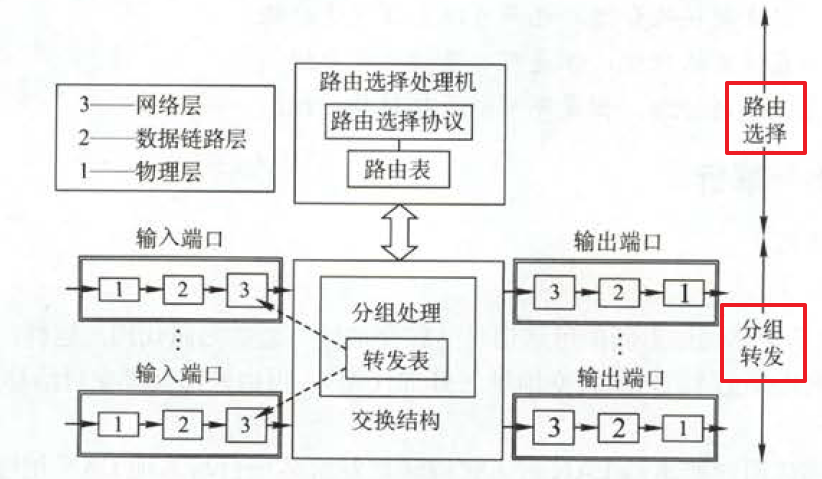 3——网络层
2——数据链路层
1——物理层
路由选择处理机
路由选择协议
路由表
路由
选择
输入端口
1
2
3
输入端口
1
2
3
分组处理
转发表
交换结构
输出端口
3
2
1
输出端口
3
2
1
分组
转发